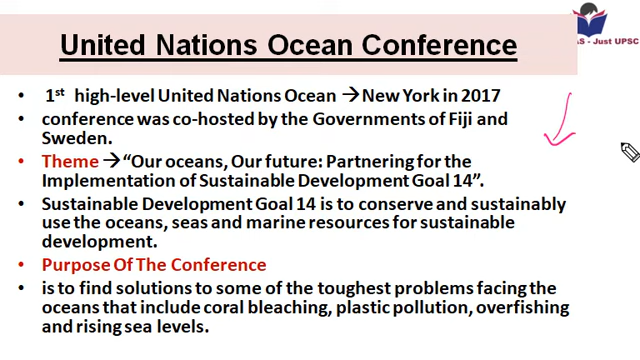 United Nations Ocean Conference
AS - Just UPSC
• 1st high-level United Nations Ocean → New York in 2017
• conference was co-hosted by the Governments of Fiji and
Sweden.
• Theme → “Our oceans, Our future: Partnering for the
Implementation of Sustainable Development Goal 14”.
• Sustainable Development Goal 14 is to conserve and sustainably
use the oceans, seas and marine resources for sustainable
development.
• Purpose Of The Conference
• is to find solutions to some of the toughest problems facing the
oceans that include coral bleaching, plastic pollution, overfishing
and rising sea levels.